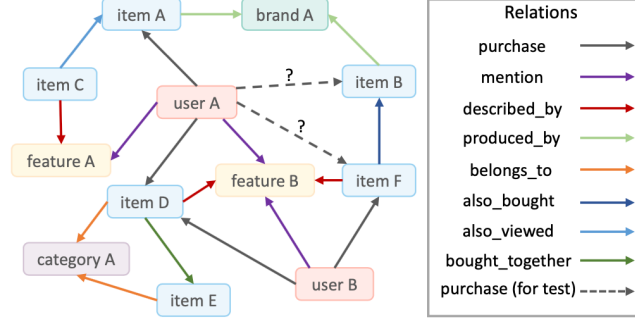 item A
brand A
item C
item B
?
user A
?
feature A
feature B
item F
item D
category A
item E
user B
Relations
purchase
mention
described_by
produced_by
belongs_to
also_bought
also_viewed
bought_together
purchase (for test)